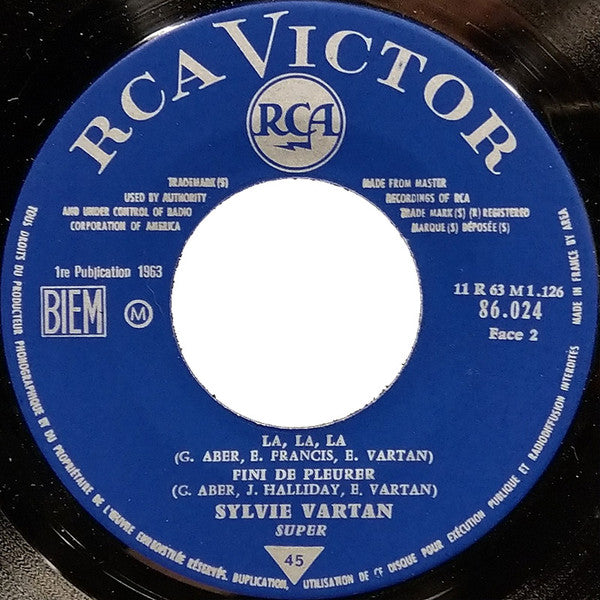 RCA VICTOR
RCA
TRADEMARK(S)
USED BY AUTHORITY
AND UNDER CONTROL OF RADIO
CORPORATION OF AMERICA
MADE FROM MASTER
RECORDINGS OF RCA
TRADE MARK(S) (R) REGISTERED
MARQUE(S) DÉPOSÉE(S)
1re Publication 1963
BIEM
M
11 R 63 M 1.126
86.024
Face 2
LA, LA, LA
(G. ABER, E. FRANCIS, E. VARTAN)
FINI DE PLEURER
(G. ABER, J. HALLIDAY, E. VARTAN)
SYLVIE VARTAN
SUPER
45
TOUS DROITS DU PRODUCTEUR PHONOGRAPHIQUE ET DU PROPRIÉTAIRE DE L'ŒUVRE ENREGISTRÉE RÉSERVÉS. DUPLICATION, UTILISATION DE CE DISQUE POUR EXÉCUTION PUBLIQUE ET RADIODIFFUSION INTERDITES
MADE IN FRANCE BY AREA